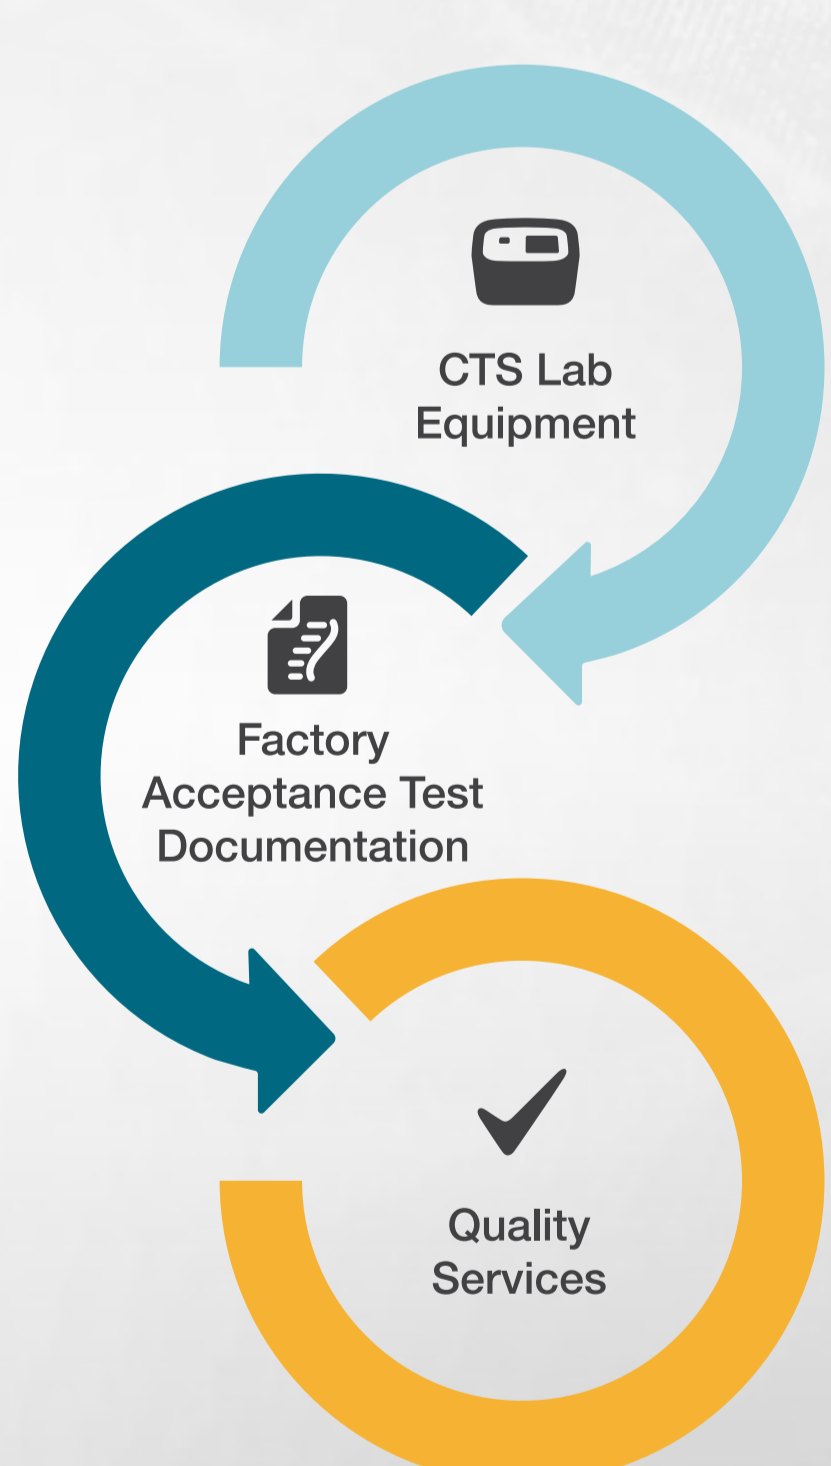 CTS Lab
Equipment
Factory
Acceptance Test
Documentation
Quality
Services